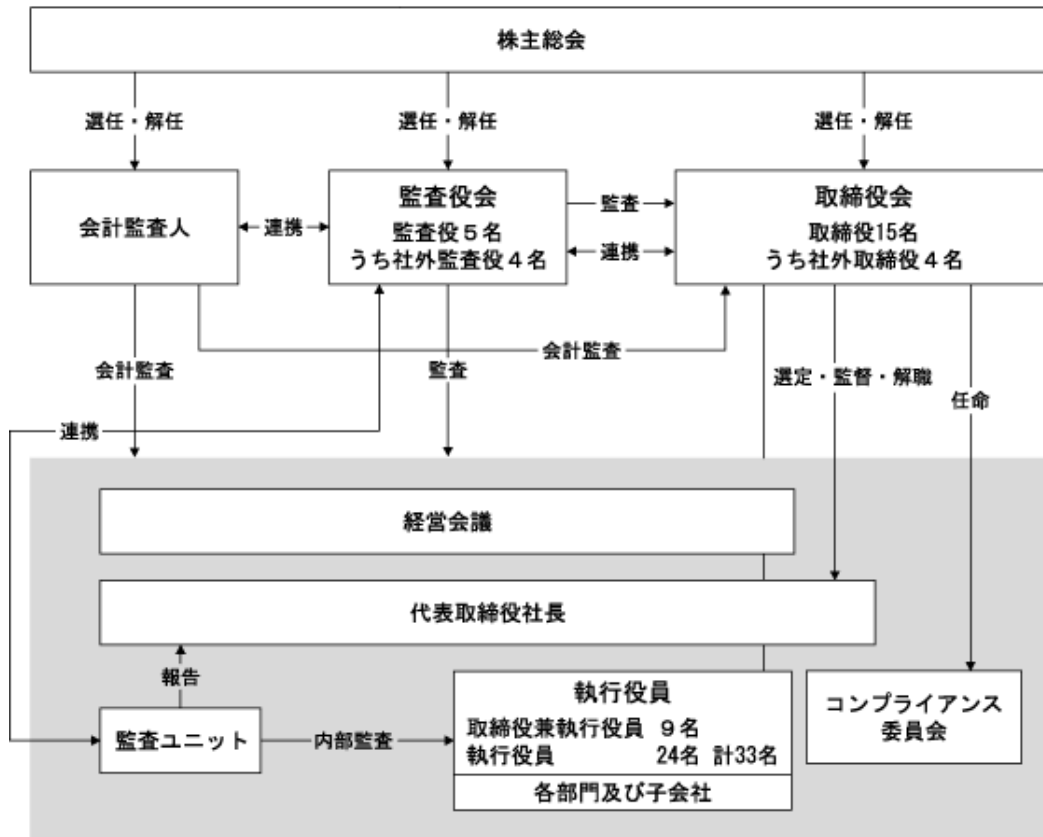 株主総会
選任・解任
選任・解任
選任・解任
会計監査人
連携
監査役会
監査役５名
うち社外監査役４名
監査
連携
取締役会
取締役15名
うち社外取締役４名
会計監査
監査
会計監査
選定・監督・解職
任命
連携
経営会議
代表取締役社長
報告
監査ユニット
内部監査
執行役員
取締役兼執行役員 ９名
執行役員 24名 計33名
各部門及び子会社
コンプライアンス
委員会